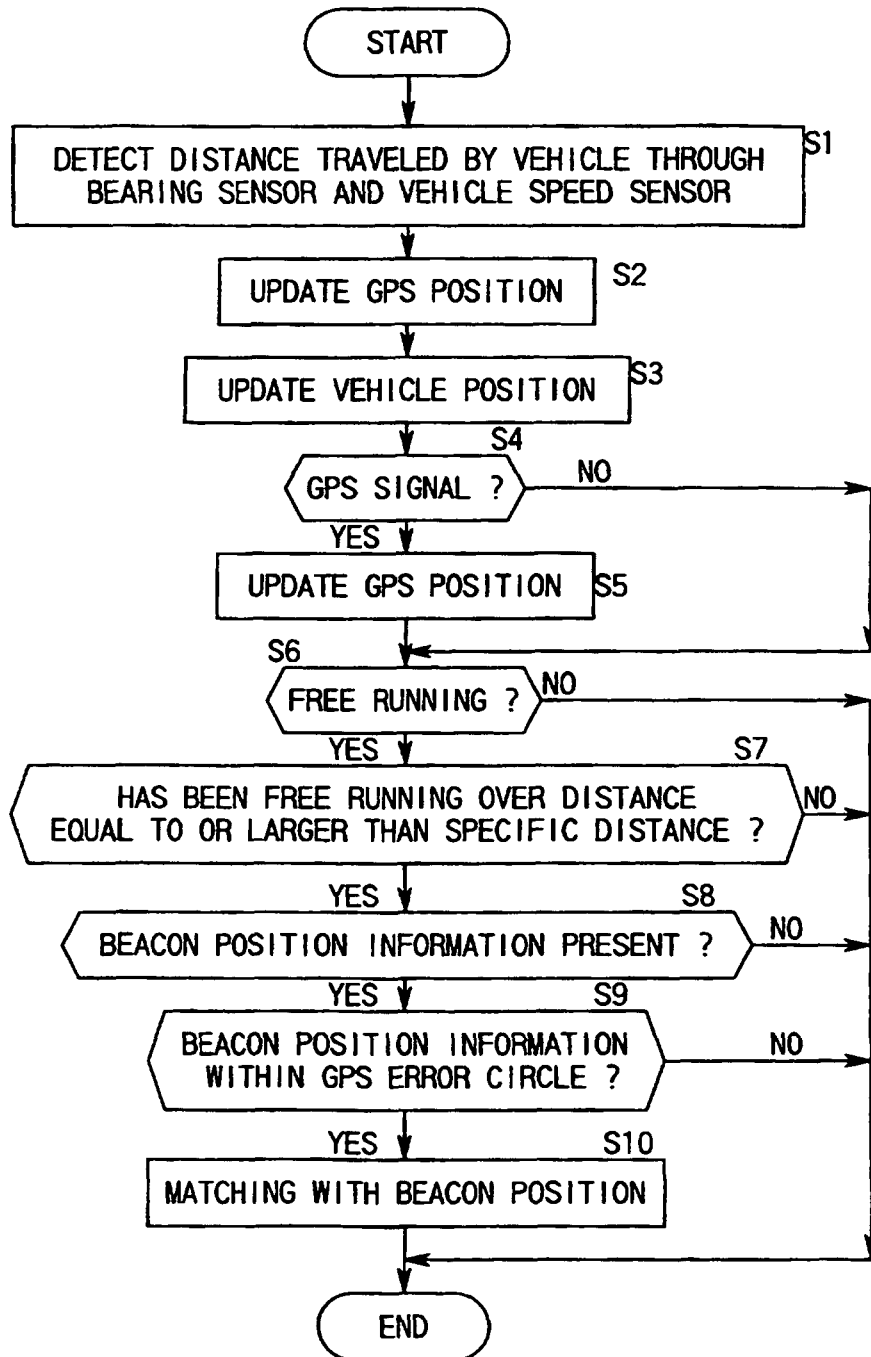 START
DETECT DISTANCE TRAVELED BY VEHICLE THROUGH
BEARING SENSOR AND VEHICLE SPEED SENSOR
S1
UPDATE GPS POSITION
S2
UPDATE VEHICLE POSITION
S3
S4
GPS SIGNAL ?
NO
YES
UPDATE GPS POSITION
S5
S6
FREE RUNNING ?
NO
YES
S7
HAS BEEN FREE RUNNING OVER DISTANCE
EQUAL TO OR LARGER THAN SPECIFIC DISTANCE ?
NO
YES
S8
BEACON POSITION INFORMATION PRESENT ?
NO
YES
S9
BEACON POSITION INFORMATION
WITHIN GPS ERROR CIRCLE ?
NO
YES
S10
MATCHING WITH BEACON POSITION
END